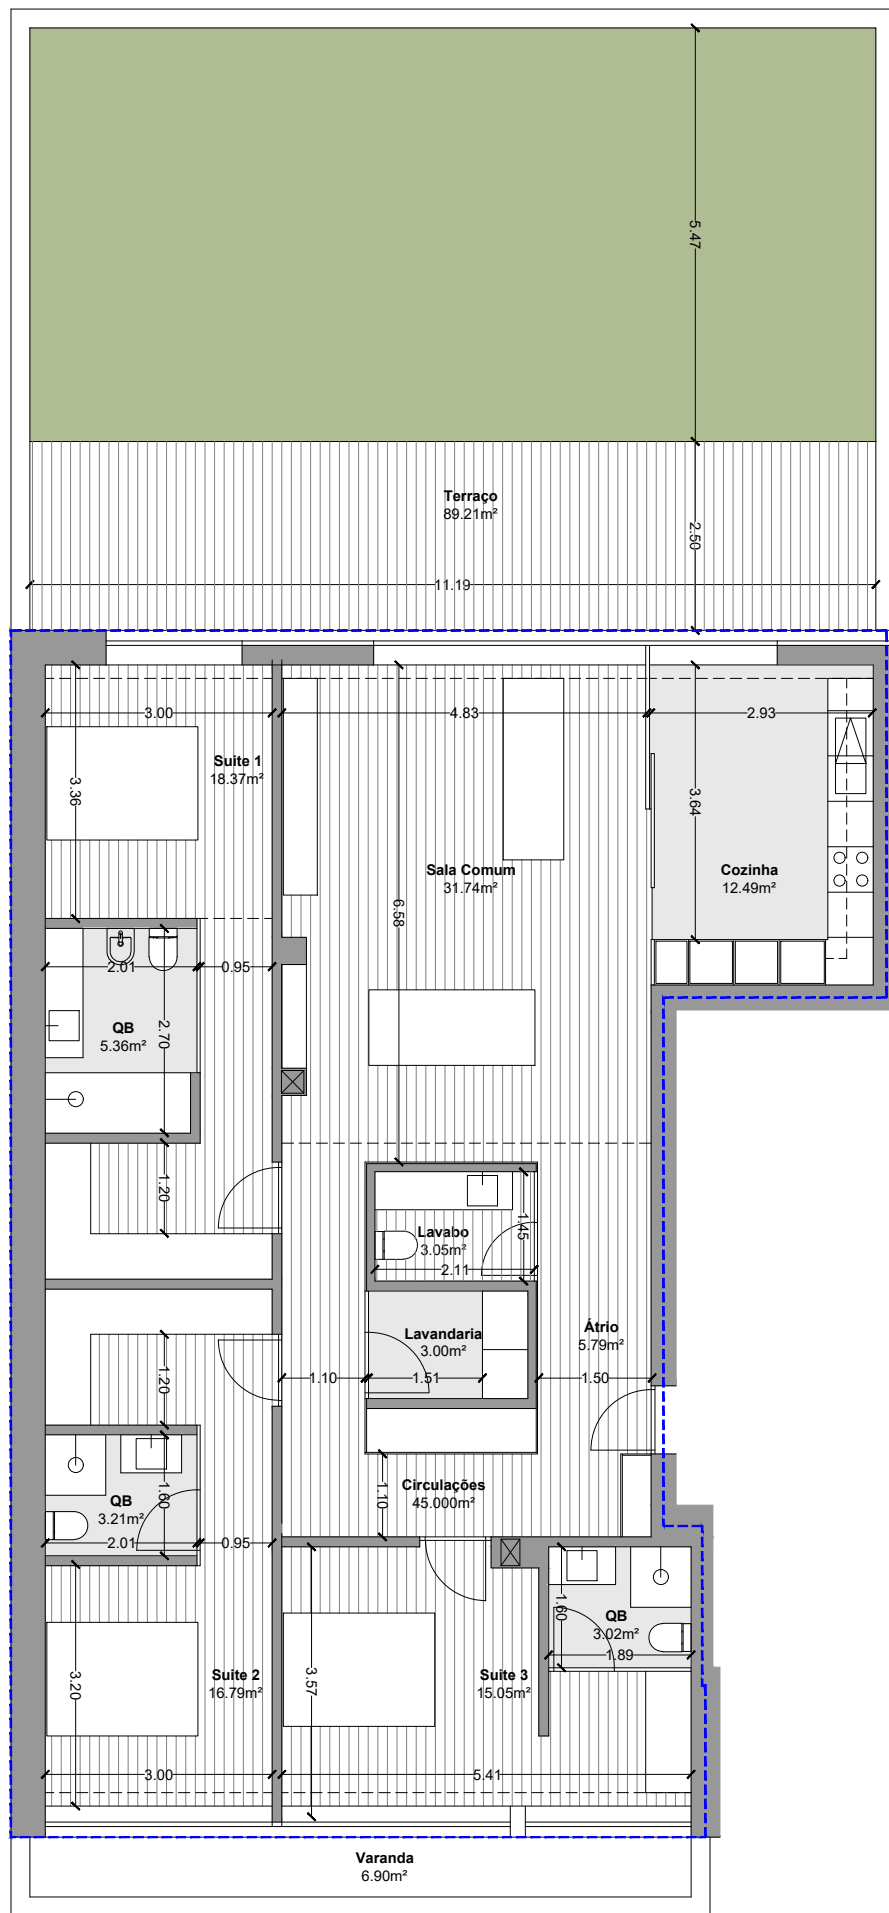 5.47
Terraço
89.21m²
2.50
11.19
3.00
4.83
2.93
Suite 1
18.37m²
3.36
3.64
Sala Comum
31.74m²
Cozinha
12.49m²
6.58
2.01
0.95
QB
5.36m²
2.70
1.20
Lavabo
3.05m²
1.45
2.11
Lavandaria
3.00m²
Átrio
5.79m²
1.20
1.10
1.51
1.50
Circulações
45.000m²
1.10
QB
3.21m²
1.60
2.01
0.95
QB
3.02m²
1.60
1.89
Suite 2
16.79m²
3.20
Suite 3
15.05m²
3.57
3.00
5.41
Varanda
6.90m²